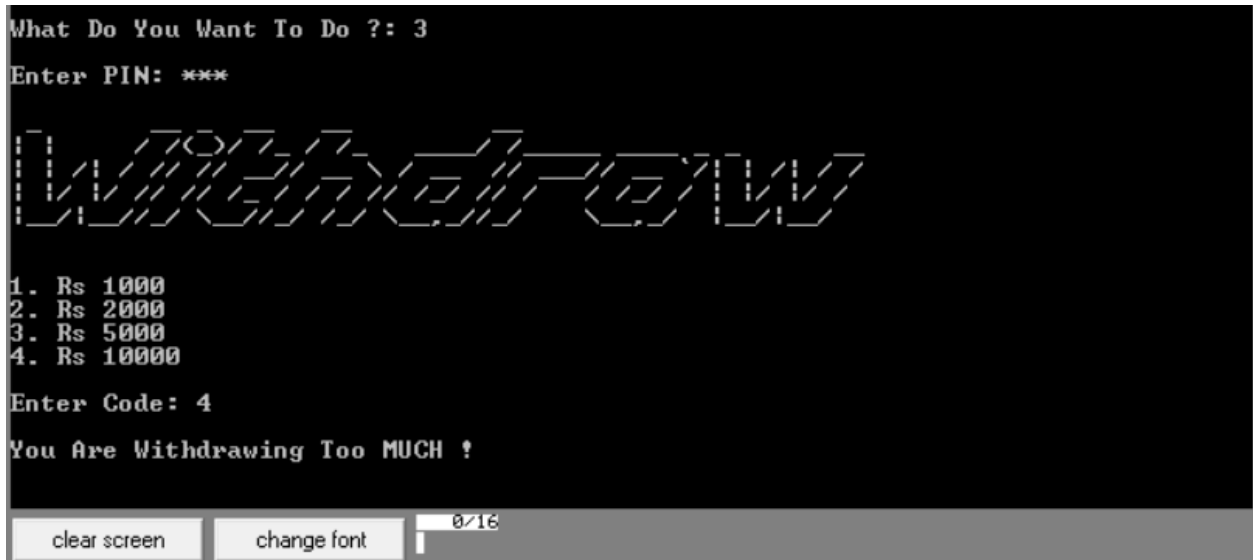 What Do You Want To Do ?: 3
Enter PIN: ***
Withdraw
1. Rs 1000
2. Rs 2000
3. Rs 5000
4. Rs 10000
Enter Code: 4
You Are Withdrawing Too MUCH !
0/16
clear screen change font